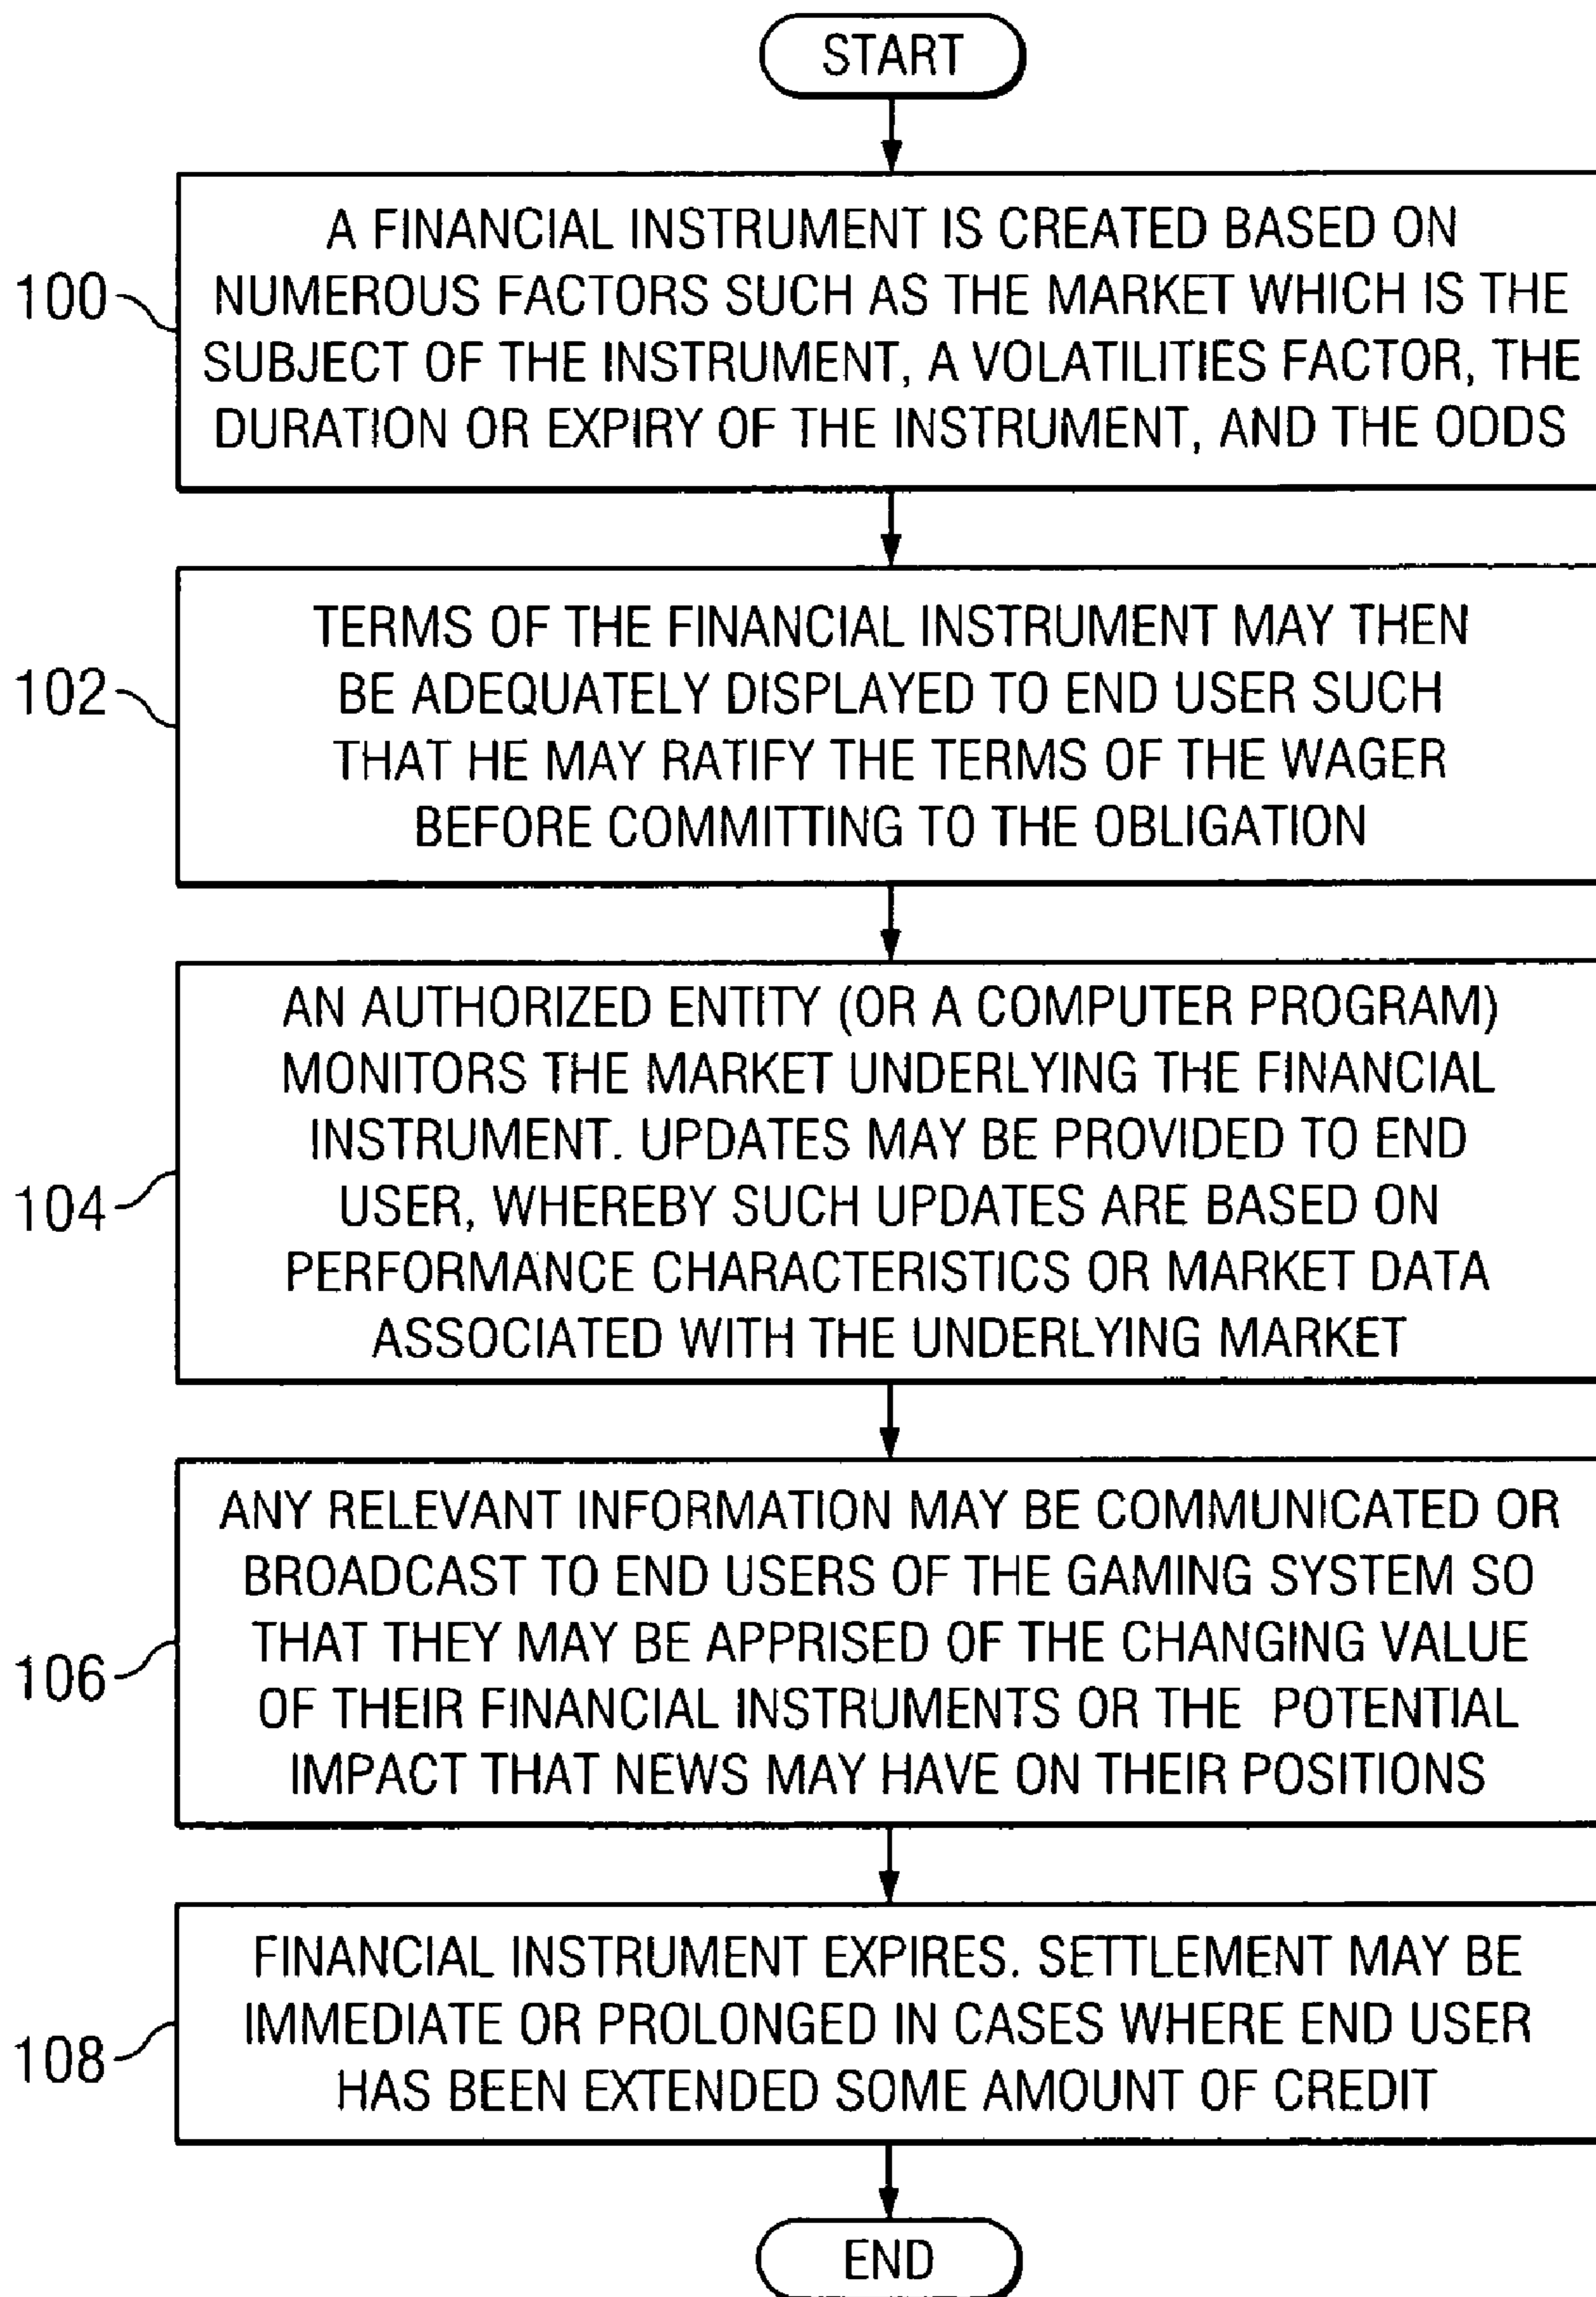 START
A FINANCIAL INSTRUMENT IS CREATED BASED ON
NUMEROUS FACTORS SUCH AS THE MARKET WHICH IS THE
SUBJECT OF THE INSTRUMENT, A VOLATILITIES FACTOR, THE
DURATION OR EXPIRY OF THE INSTRUMENT, AND THE ODDS
100
TERMS OF THE FINANCIAL INSTRUMENT MAY THEN
BE ADEQUATELY DISPLAYED TO END USER SUCH
THAT HE MAY RATIFY THE TERMS OF THE WAGER
BEFORE COMMITTING TO THE OBLIGATION
102
AN AUTHORIZED ENTITY (OR A COMPUTER PROGRAM)
MONITORS THE MARKET UNDERLYING THE FINANCIAL
INSTRUMENT. UPDATES MAY BE PROVIDED TO END
USER, WHEREBY SUCH UPDATES ARE BASED ON
PERFORMANCE CHARACTERISTICS OR MARKET DATA
ASSOCIATED WITH THE UNDERLYING MARKET
104
ANY RELEVANT INFORMATION MAY BE COMMUNICATED OR
BROADCAST TO END USERS OF THE GAMING SYSTEM SO
THAT THEY MAY BE APPRISED OF THE CHANGING VALUE
OF THEIR FINANCIAL INSTRUMENTS OR THE POTENTIAL
IMPACT THAT NEWS MAY HAVE ON THEIR POSITIONS
106
FINANCIAL INSTRUMENT EXPIRES. SETTLEMENT MAY BE
IMMEDIATE OR PROLONGED IN CASES WHERE END USER
HAS BEEN EXTENDED SOME AMOUNT OF CREDIT
108
END